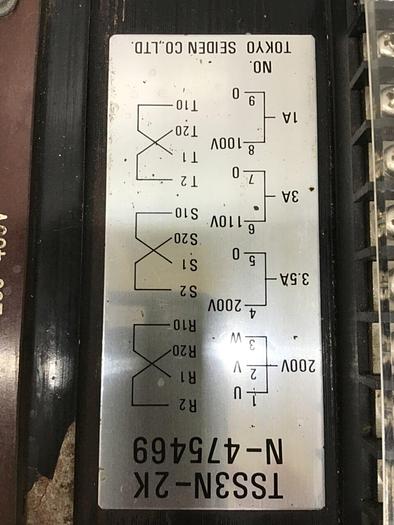 TSS3N-2K
N-475469
1 U
200V 2 V
3 W
4 200V
3.5A
5 0
6 110V
3A
7 0
8 100V
1A
9 0
R2
R1
R20
R10
S2
S1
S20
S10
T2
T1
T20
T10
NO.
TOKYO SEIDEN CO.,LTD.